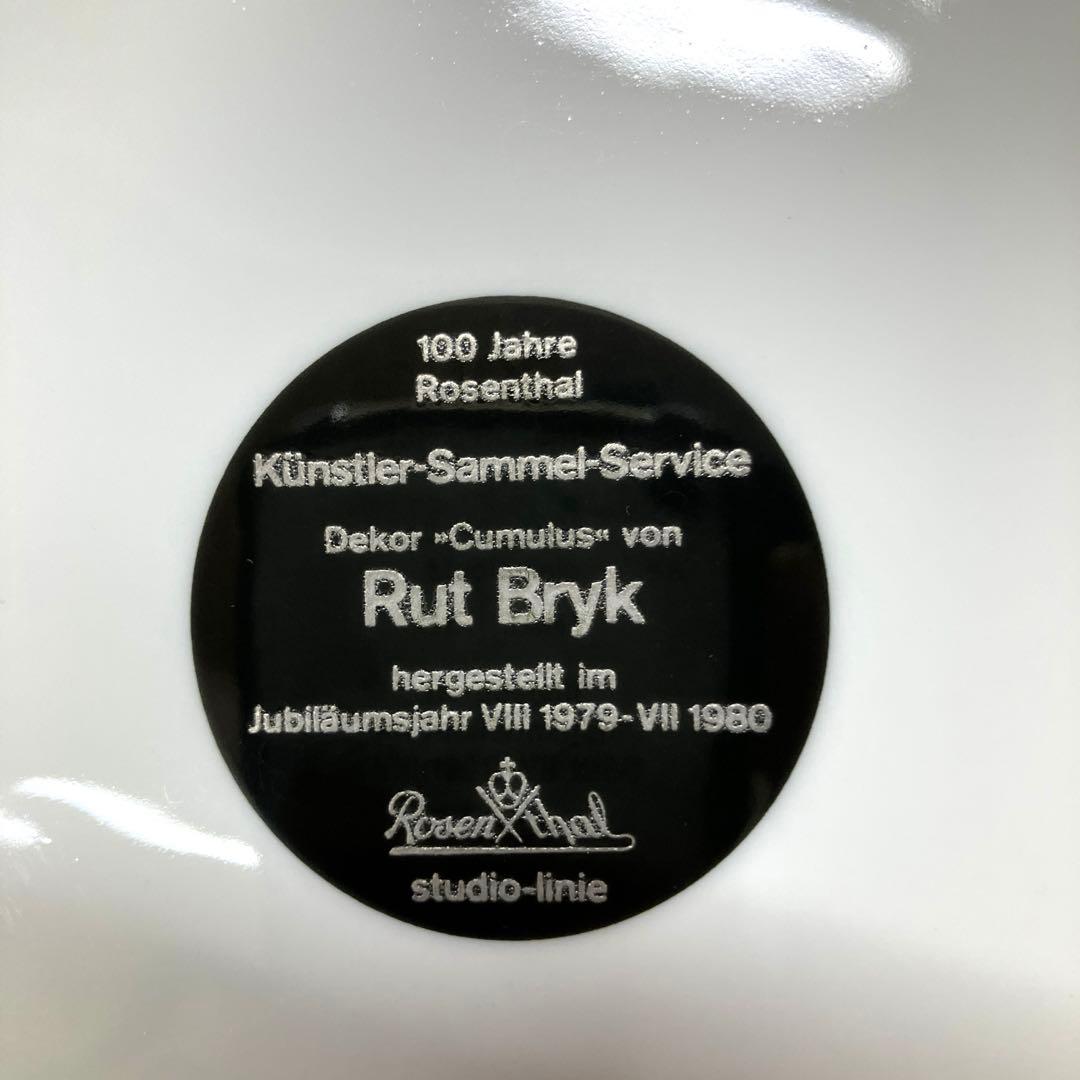 100 Jahre
Rosenthal
Künstler-Sammel-Service
Dekor »Cumulus« von
Rut Bryk
hergestellt im
Jubiläumsjahr VIII 1979-VII 1980
Rosenthal
studio-linie